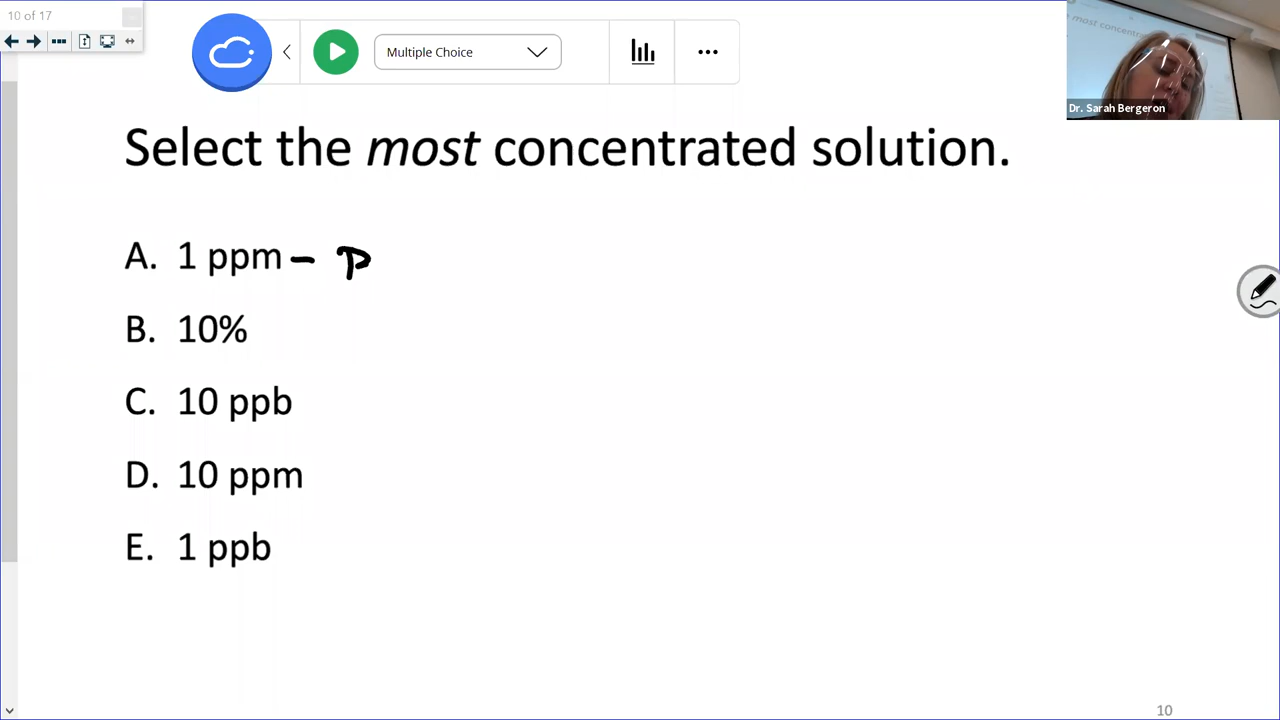 10 of 17
Multiple Choice
Dr. Sarah Bergeron
Select the most concentrated solution.
A. 1 ppm – P
B. 10%
C. 10 ppb
D. 10 ppm
E. 1 ppb
10